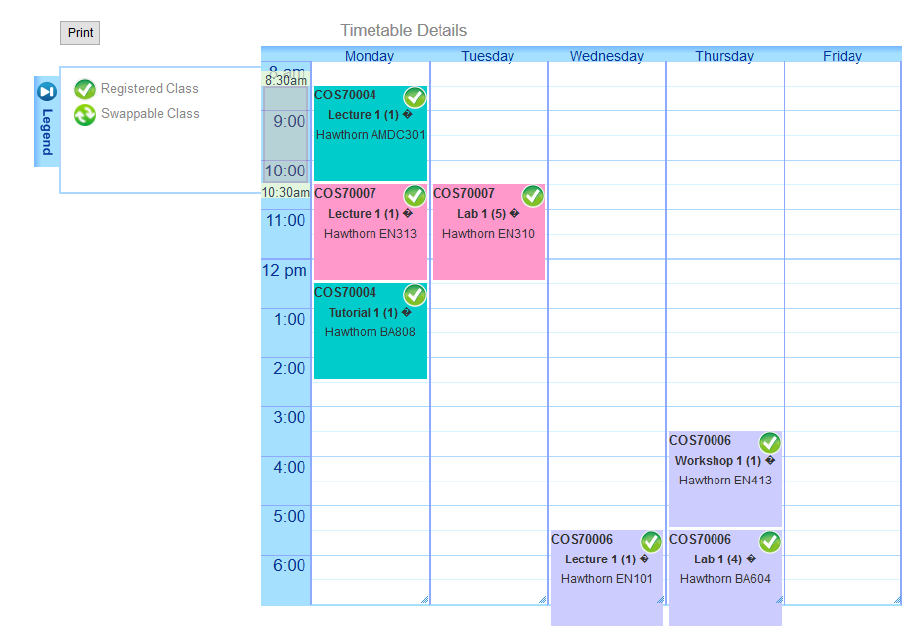 Print
Timetable Details
Monday Tuesday Wednesday Thursday Friday
Legend
Registered Class
Swappable Class
8 am
8:30am
9:00
10:00
10:30am
11:00
12 pm
1:00
2:00
3:00
4:00
5:00
6:00
COS70004
Lecture 1 (1) �
Hawthorn AMDC301
COS70007
Lecture 1 (1) �
Hawthorn EN313
COS70004
Tutorial 1 (1) �
Hawthorn BA808
COS70007
Lab 1 (5) �
Hawthorn EN310
COS70006
Lecture 1 (1) �
Hawthorn EN101
COS70006
Workshop 1 (1) �
Hawthorn EN413
COS70006
Lab 1 (4) �
Hawthorn BA604